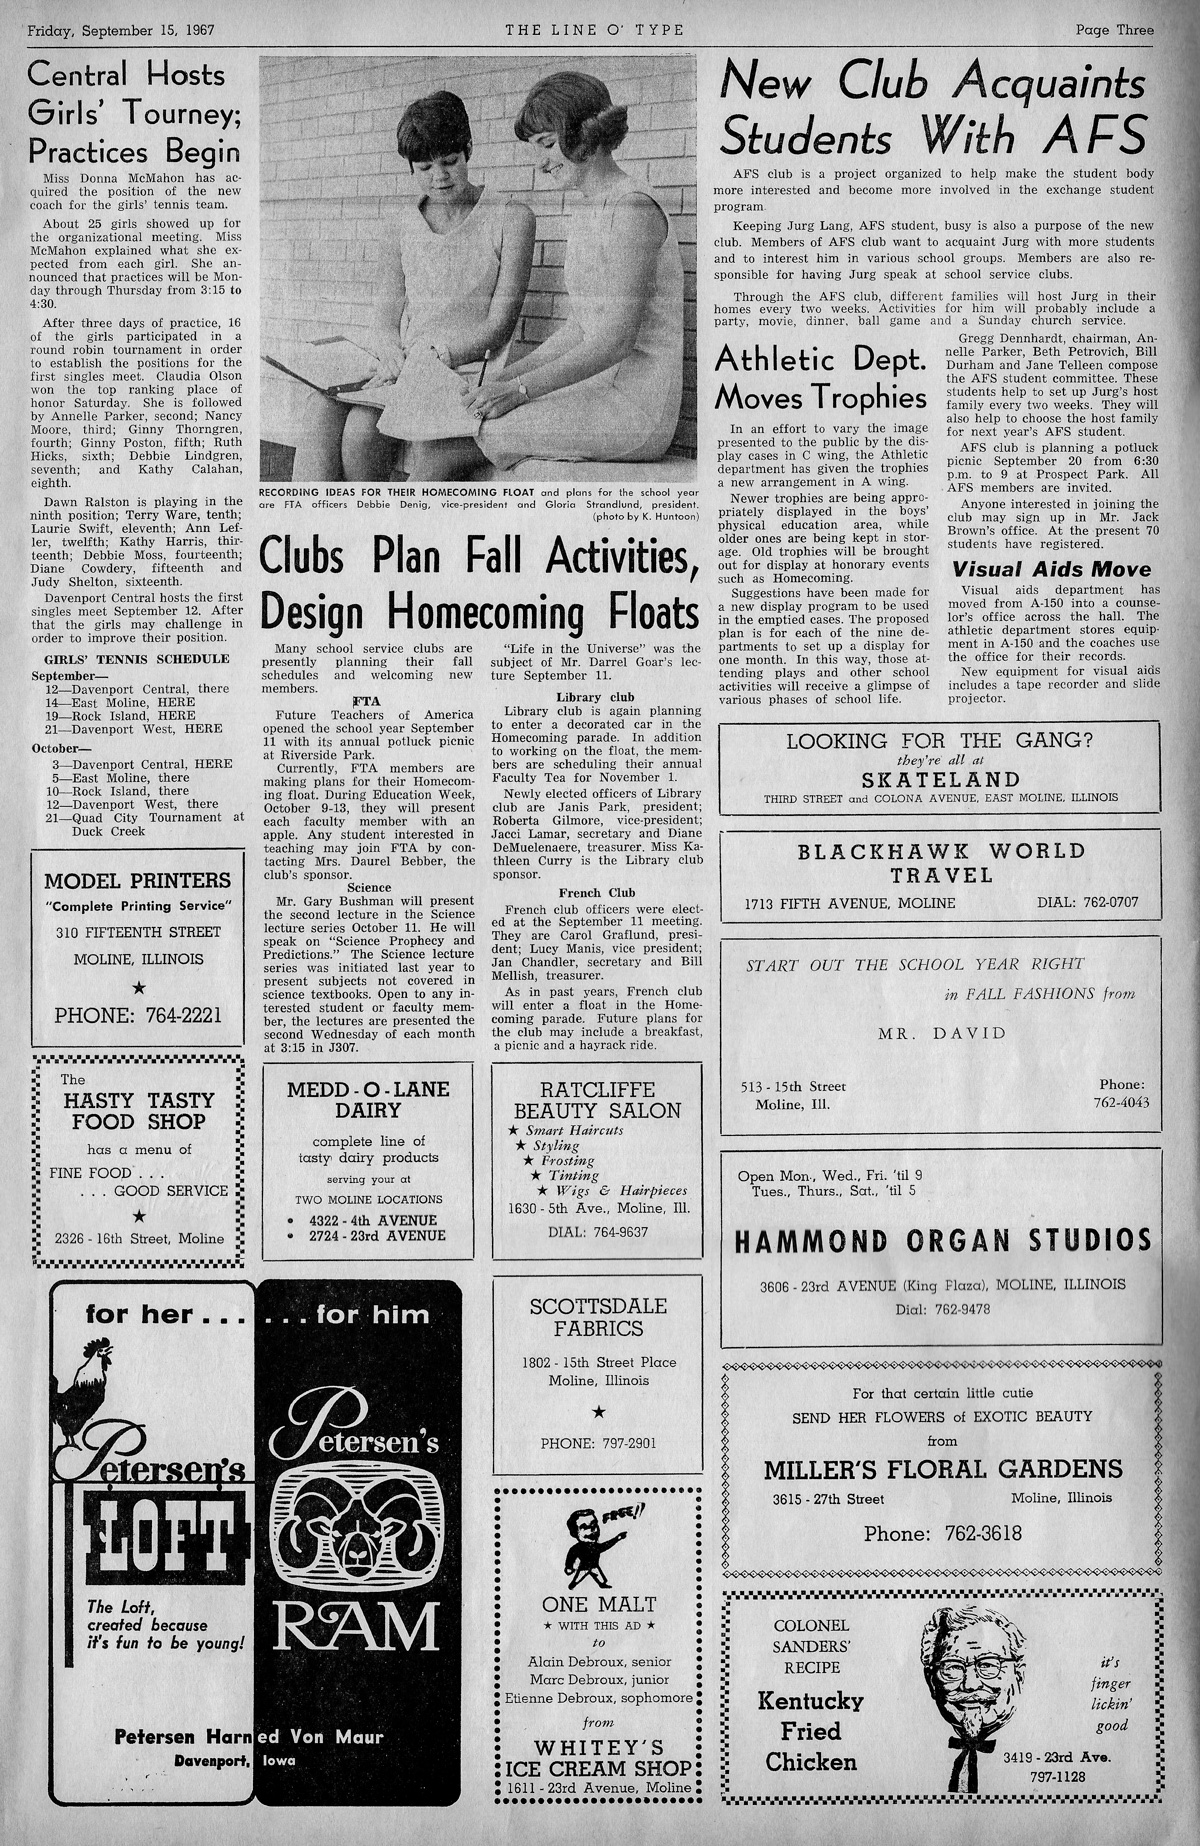 Friday, September 15, 1967
THE LINE O' TYPE
Page Three
Central Hosts
Girls' Tourney;
Practices Begin
Miss Donna McMahon has ac-
quired the position of the new
coach for the girls' tennis team.
About 25 girls showed up for
the organizational meeting. Miss
McMahon explained what she ex-
pected from each girl. She an-
nounced that practices will be Mon-
day through Thursday from 3:15 to
4:30.
After three days of practice, 16
of the girls participated in a
round robin tournament in order
to establish the positions for the
first singles meet. Claudia Olson
won the top ranking place of
honor Saturday. She is followed
by Annelle Parker, second; Nancy
Moore, third; Ginny Thorngren,
fourth; Ginny Poston, fifth; Ruth
Hicks, sixth; Debbie Lindgren,
seventh; and Kathy Calahan,
eighth.
Dawn Ralston is playing in the
ninth position; Terry Ware, tenth;
Laurie Swift, eleventh; Ann Lef-
ler, twelfth; Kathy Harris, thir-
teenth; Debbie Moss, fourteenth;
Diane Cowdery, fifteenth and
Judy Shelton, sixteenth.
Davenport Central hosts the first
singles meet September 12. After
that the girls may challenge in
order to improve their position.
GIRLS' TENNIS SCHEDULE
September—
12—Davenport Central, there
14—East Moline, HERE
19—Rock Island, HERE
21—Davenport West, HERE
October—
3—Davenport Central, HERE
5—East Moline, there
10—Rock Island, there
12—Davenport West, there
21—Quad City Tournament at
Duck Creek
RECORDING IDEAS FOR THEIR HOMECOMING FLOAT and plans for the school year
are FTA officers Debbie Denig, vice-president and Gloria Strandlund, president.
(photo by K. Huntoon)
Clubs Plan Fall Activities,
Design Homecoming Floats
Many school service clubs are
presently planning their fall
schedules and welcoming new
members.
FTA
Future Teachers of America
opened the school year September
11 with its annual potluck picnic
at Riverside Park.
Currently, FTA members are
making plans for their Homecom-
ing float. During Education Week,
October 9-13, they will present
each faculty member with an
apple. Any student interested in
teaching may join FTA by con-
tacting Mrs. Daurel Bebber, the
club's sponsor.
Science
Mr. Gary Bushman will present
the second lecture in the Science
lecture series October 11. He will
speak on "Science Prophecy and
Predictions." The Science lecture
series was initiated last year to
present subjects not covered in
science textbooks. Open to any in-
terested student or faculty mem-
ber, the lectures are presented the
second Wednesday of each month
at 3:15 in J307.
"Life in the Universe" was the
subject of Mr. Darrel Goar's lec-
ture September 11.
Library club
Library club is again planning
to enter a decorated car in the
Homecoming parade. In addition
to working on the float, the mem-
bers are scheduling their annual
Faculty Tea for November 1.
Newly elected officers of Library
club are Janis Park, president;
Roberta Gilmore, vice-president;
Jacci Lamar, secretary and Diane
DeMuelenaere, treasurer. Miss Ka-
thleen Curry is the Library club
sponsor.
French Club
French club officers were elect-
ed at the September 11 meeting.
They are Carol Graflund, presi-
dent; Lucy Manis, vice president;
Jan Chandler, secretary and Bill
Mellish, treasurer.
As in past years, French club
will enter a float in the Home-
coming parade. Future plans for
the club may include a breakfast,
a picnic and a hayrack ride.
New Club Acquaints
Students With AFS
AFS club is a project organized to help make the student body
more interested and become more involved in the exchange student
program.
Keeping Jurg Lang, AFS student, busy is also a purpose of the new
club. Members of AFS club want to acquaint Jurg with more students
and to interest him in various school groups. Members are also re-
sponsible for having Jurg speak at school service clubs.
Through the AFS club, different families will host Jurg in their
homes every two weeks. Activities for him will probably include a
party, movie, dinner, ball game and a Sunday church service.
Gregg Dennhardt, chairman, An-
nelle Parker, Beth Petrovich, Bill
Durham and Jane Telleen compose
the AFS student committee. These
students help to set up Jurg's host
family every two weeks. They will
also help to choose the host family
for next year's AFS student.
AFS club is planning a potluck
picnic September 20 from 6:30
p.m. to 9 at Prospect Park. All
AFS members are invited.
Anyone interested in joining the
club may sign up in Mr. Jack
Brown's office. At the present 70
students have registered.
Athletic Dept.
Moves Trophies
In an effort to vary the image
presented to the public by the dis-
play cases in C wing, the Athletic
department has given the trophies
a new arrangement in A wing.
Newer trophies are being appro-
priately displayed in the boys'
physical education area, while
older ones are being kept in stor-
age. Old trophies will be brought
out for display at honorary events
such as Homecoming.
Suggestions have been made for
a new display program to be used
in the emptied cases. The proposed
plan is for each of the nine de-
partments to set up a display for
one month. In this way, those at-
tending plays and other school
activities will receive a glimpse of
various phases of school life.
Visual Aids Move
Visual aids department has
moved from A-150 into a counse-
lor's office across the hall. The
athletic department stores equip-
ment in A-150 and the coaches use
the office for their records.
New equipment for visual aids
includes a tape recorder and slide
projector.
MODEL PRINTERS
"Complete Printing Service"
310 FIFTEENTH STREET
MOLINE, ILLINOIS
★
PHONE: 764-2221
The
HASTY TASTY
FOOD SHOP
has a menu of
FINE FOOD . . .
. . . GOOD SERVICE
★
2326 - 16th Street, Moline
MEDD-O-LANE
DAIRY
complete line of
tasty dairy products
serving your at
TWO MOLINE LOCATIONS
• 4322 - 4th AVENUE
• 2724 - 23rd AVENUE
RATCLIFFE
BEAUTY SALON
★ Smart Haircuts
★ Styling
★ Frosting
★ Tinting
★ Wigs & Hairpieces
1630 - 5th Ave., Moline, Ill.
DIAL: 764-9637
for her . . .
Petersen's
LOFT
The Loft,
created because
it's fun to be young!
. . . for him
Petersen's
RAM
Petersen Harned Von Maur
Davenport, Iowa
SCOTTSDALE
FABRICS
1802 - 15th Street Place
Moline, Illinois
★
PHONE: 797-2901
FREE!!
ONE MALT
★ WITH THIS AD ★
to
Alain Debroux, senior
Marc Debroux, junior
Etienne Debroux, sophomore
from
WHITEY'S
ICE CREAM SHOP
1611 - 23rd Avenue, Moline
LOOKING FOR THE GANG?
they're all at
SKATELAND
THIRD STREET and COLONA AVENUE, EAST MOLINE, ILLINOIS
BLACKHAWK WORLD
TRAVEL
1713 FIFTH AVENUE, MOLINE
DIAL: 762-0707
START OUT THE SCHOOL YEAR RIGHT
in FALL FASHIONS from
MR. DAVID
513 - 15th Street
Moline, Ill.
Phone:
762-4043
Open Mon., Wed., Fri. 'til 9
Tues., Thurs., Sat., 'til 5
HAMMOND ORGAN STUDIOS
3606 - 23rd AVENUE (King Plaza), MOLINE, ILLINOIS
Dial: 762-9478
For that certain little cutie
SEND HER FLOWERS of EXOTIC BEAUTY
from
MILLER'S FLORAL GARDENS
3615 - 27th Street
Moline, Illinois
Phone: 762-3618
COLONEL
SANDERS'
RECIPE
Kentucky
Fried
Chicken
it's
finger
lickin'
good
3419 - 23rd Ave.
797-1128